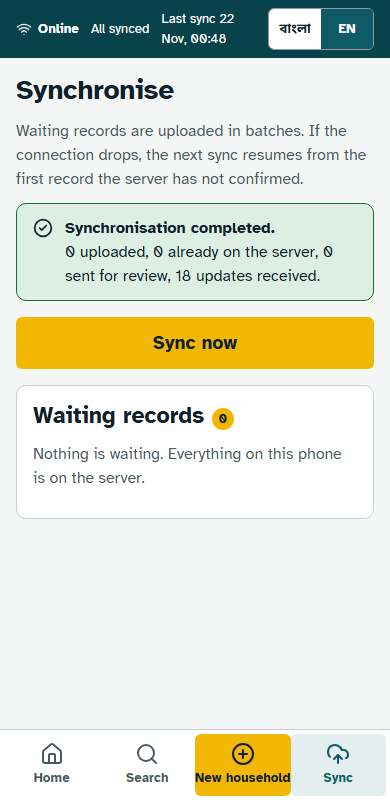 Online All synced Last sync 22
Nov, 00:48
বাংলা EN
Synchronise
Waiting records are uploaded in batches. If the
connection drops, the next sync resumes from the
first record the server has not confirmed.
Synchronisation completed.
0 uploaded, 0 already on the server, 0
sent for review, 18 updates received.
Sync now
Waiting records 0
Nothing is waiting. Everything on this phone
is on the server.
Home Search New household Sync